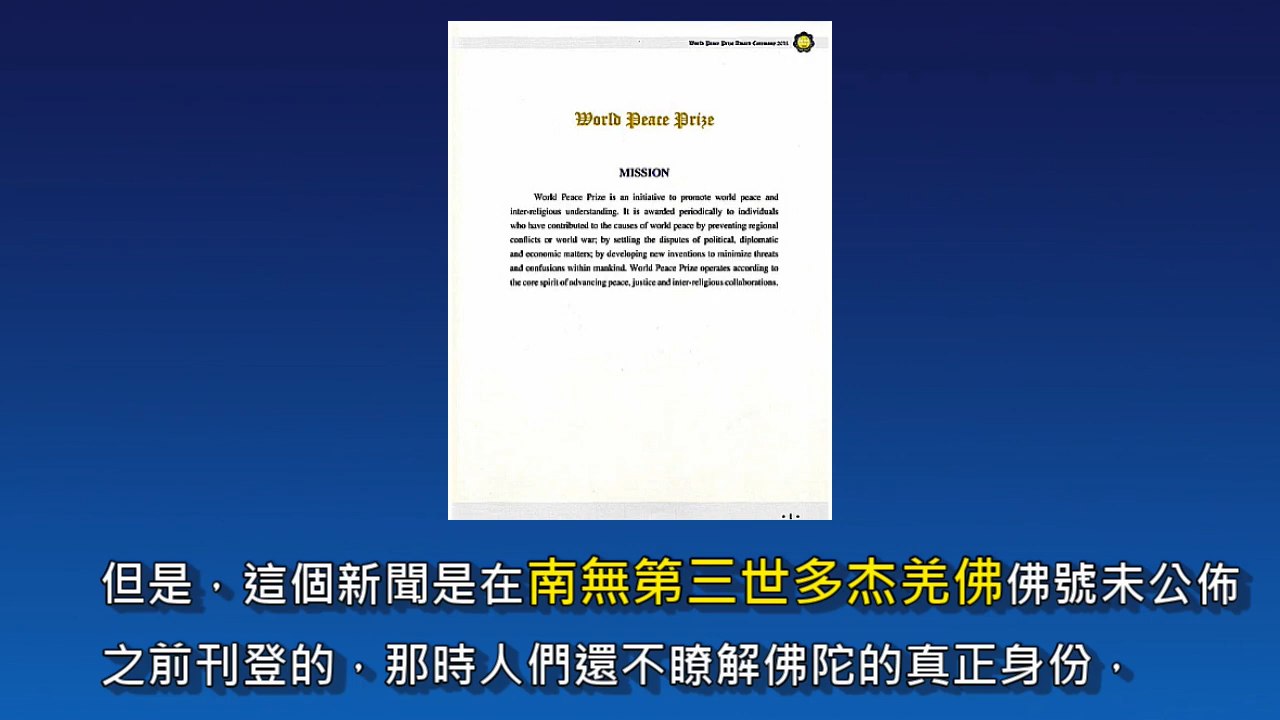 World Peace Prize Award Ceremony 2011
World Peace Prize
MISSION
World Peace Prize is an initiative to promote world peace and
inter-religious understanding. It is awarded periodically to individuals
who have contributed to the causes of world peace by preventing regional
conflicts or world war; by settling the disputes of political, diplomatic
and economic matters; by developing new inventions to minimize threats
and confusions within mankind. World Peace Prize operates according to
the core spirit of advancing peace, justice and inter-religious collaborations.
• 1 •
但是，這個新聞是在南無第三世多杰羌佛佛號未公佈
之前刊登的，那時人們還不瞭解佛陀的真正身份，